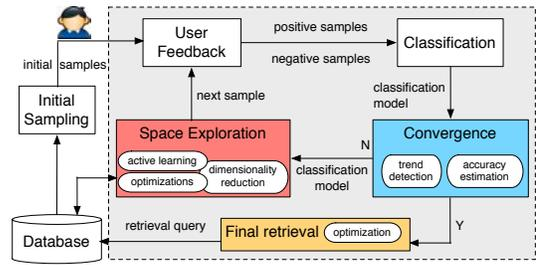 positive samples
User
Feedback
Classification
negative samples
initial samples
classification
model
next sample
Initial
Sampling
Space Exploration
active learning
optimizations
dimensionality
reduction
N
classification
model
Convergence
trend
detection
accuracy
estimation
Y
retrieval query
Final retrieval
optimization
Database